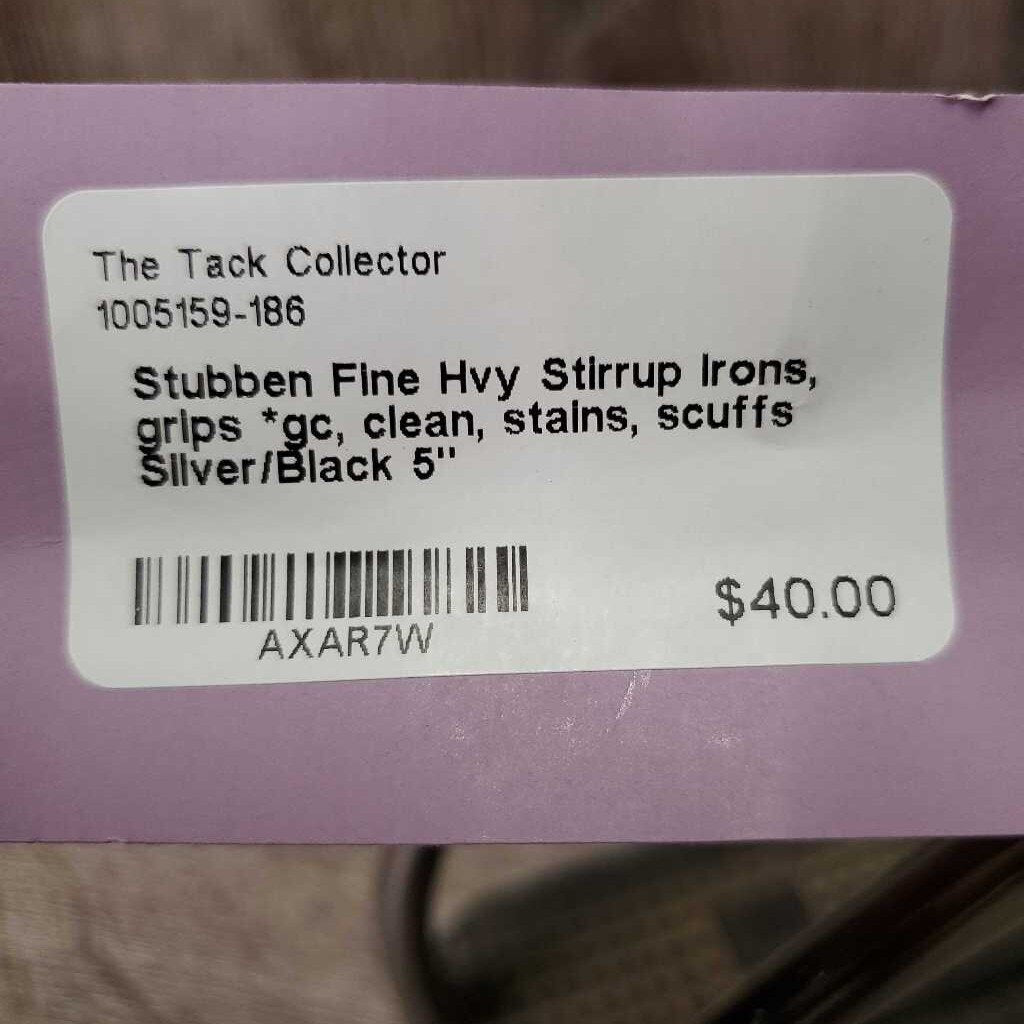 The Tack Collector
1005159-186
Stubben Fine Hvy Stirrup Irons,
grips *gc, clean, stains, scuffs
Silver/Black 5"
AXAR7W
$40.00